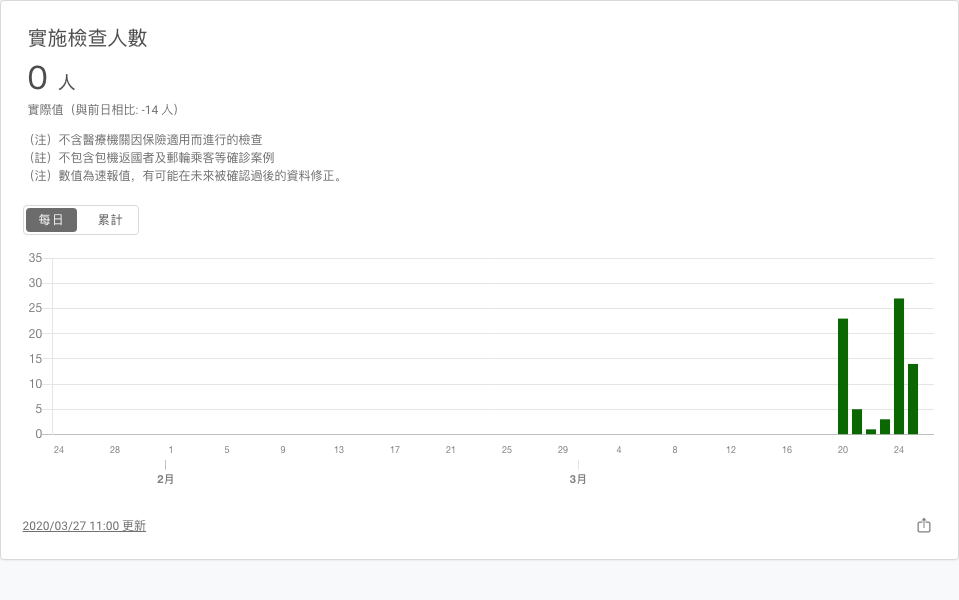 實施檢查人數
0 人
實際值（與前日相比: -14 人）
（注）不含醫療機關因保險適用而進行的檢查
（註）不包含包機返國者及郵輪乘客等確診案例
（注）數值為速報值，有可能在未來被確認過後的資料修正。
每日 累計
35
30
25
20
15
10
5
0
24 28 1 5 9 13 17 21 25 29 4 8 12 16 20 24
2月 3月
2020/03/27 11:00 更新